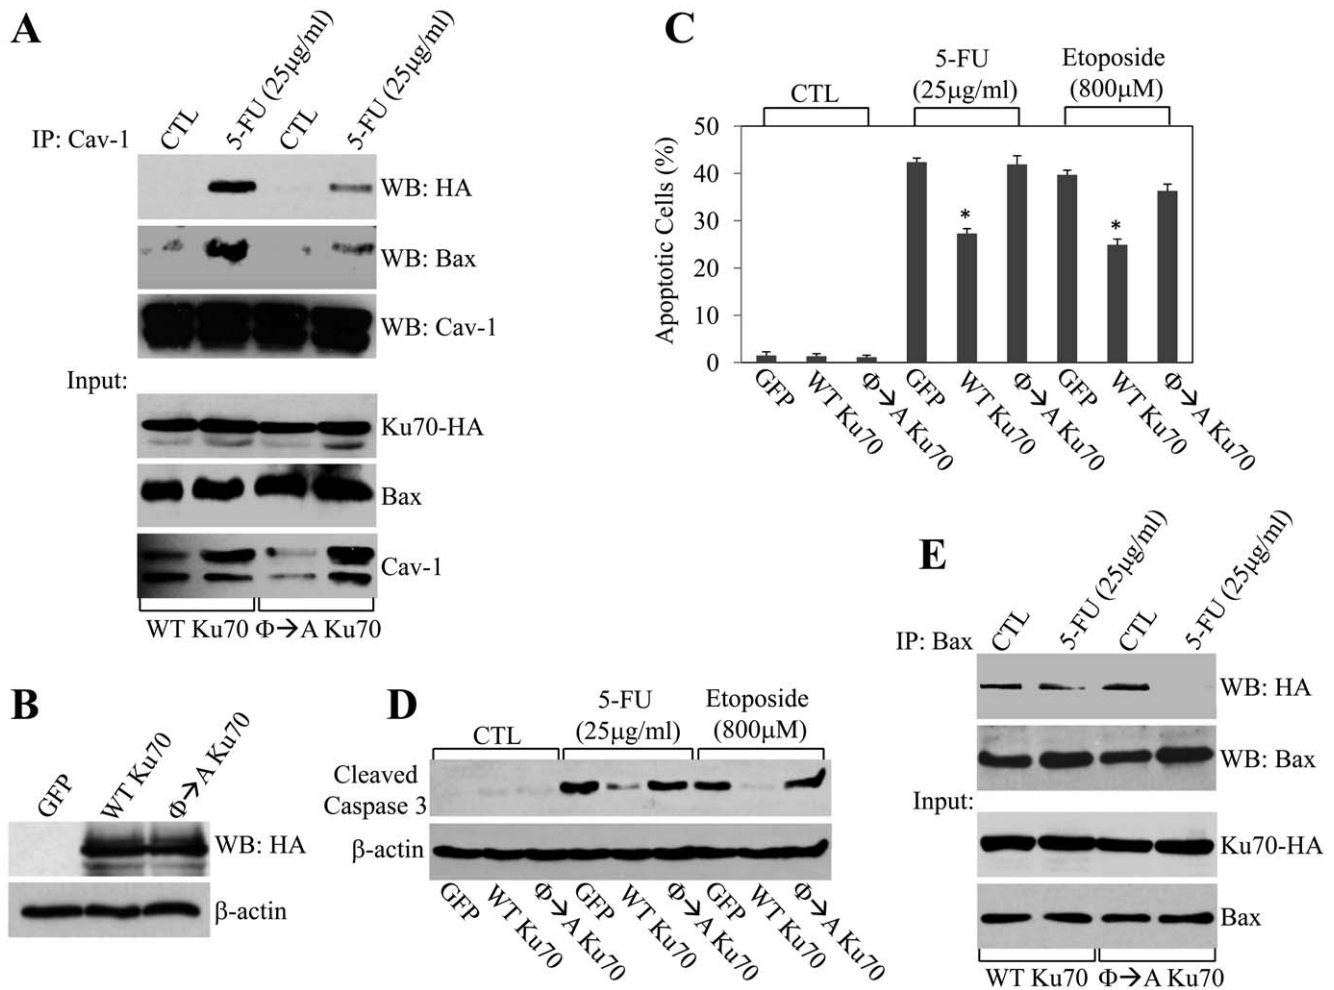 A
CTL
5-FU (25μg/ml)
CTL
5-FU (25μg/ml)
IP: Cav-1
WB: HA
WB: Bax
WB: Cav-1
Input:
Ku70-HA
Bax
Cav-1
WT Ku70 Φ→A Ku70
B
GFP
WT Ku70
Φ→A Ku70
WB: HA
β-actin
C
5-FU
(25μg/ml)
Etoposide
(800μM)
CTL
Apoptotic Cells (%)
50
40
30
20
10
0
*
*
GFP
WT Ku70
Φ→A Ku70
GFP
WT Ku70
Φ→A Ku70
GFP
WT Ku70
Φ→A Ku70
D
5-FU
(25μg/ml)
Etoposide
(800μM)
CTL
Cleaved
Caspase 3
β-actin
GFP
WT Ku70
Φ→A Ku70
GFP
WT Ku70
Φ→A Ku70
GFP
WT Ku70
Φ→A Ku70
E
CTL
5-FU (25μg/ml)
CTL
5-FU (25μg/ml)
IP: Bax
WB: HA
WB: Bax
Input:
Ku70-HA
Bax
WT Ku70 Φ→A Ku70